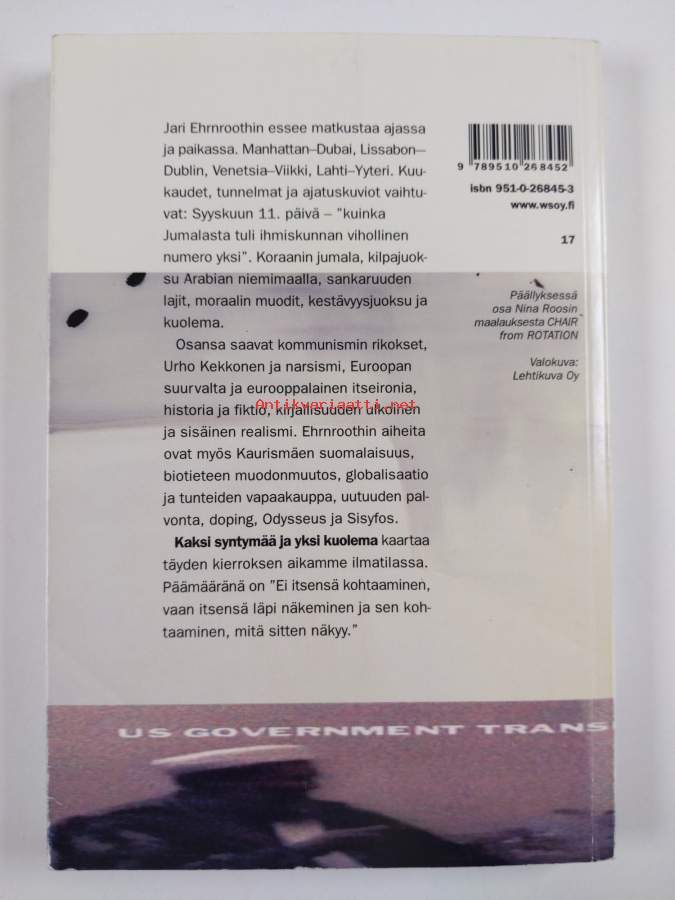 Jari Ehrnroothin essee matkustaa ajassa
ja paikassa. Manhattan–Dubai, Lissabon–
Dublin, Venetsia–Viikki, Lahti–Yyteri. Kuu-
kaudet, tunnelmat ja ajatuskuviot vaihtu-
vat: Syyskuun 11. päivä – ”kuinka
Jumalasta tuli ihmiskunnan vihollinen
numero yksi”. Koraanin jumala, kilpajuok-
su Arabian niemimaalla, sankaruuden
lajit, moraalin muodit, kestävyysjuoksu ja
kuolema.
Osansa saavat kommunismin rikokset,
Urho Kekkonen ja narsismi, Euroopan
suurvalta ja eurooppalainen itseironia,
Antikvariaatti.net
historia ja fiktio, kirjallisuuden ulkoinen
ja sisäinen realismi. Ehrnroothin aiheita
ovat myös Kaurismäen suomalaisuus,
biotieteen muodonmuutos, globalisaatio
ja tunteiden vapaakauppa, uutuuden pal-
vonta, doping, Odysseus ja Sisyfos.
Kaksi syntymää ja yksi kuolema kaartaa
täyden kierroksen aikamme ilmatilassa.
Päämääränä on ”Ei itsensä kohtaaminen,
vaan itsensä läpi näkeminen ja sen koh-
taaminen, mitä sitten näkyy.”
9 789510 268452
isbn 951-0-26845-3
www.wsoy.fi
17
Päällyksessä
osa Nina Roosin
maalauksesta CHAIR
from ROTATION
Valokuva:
Lehtikuva Oy
US GOVERNMENT TRANS